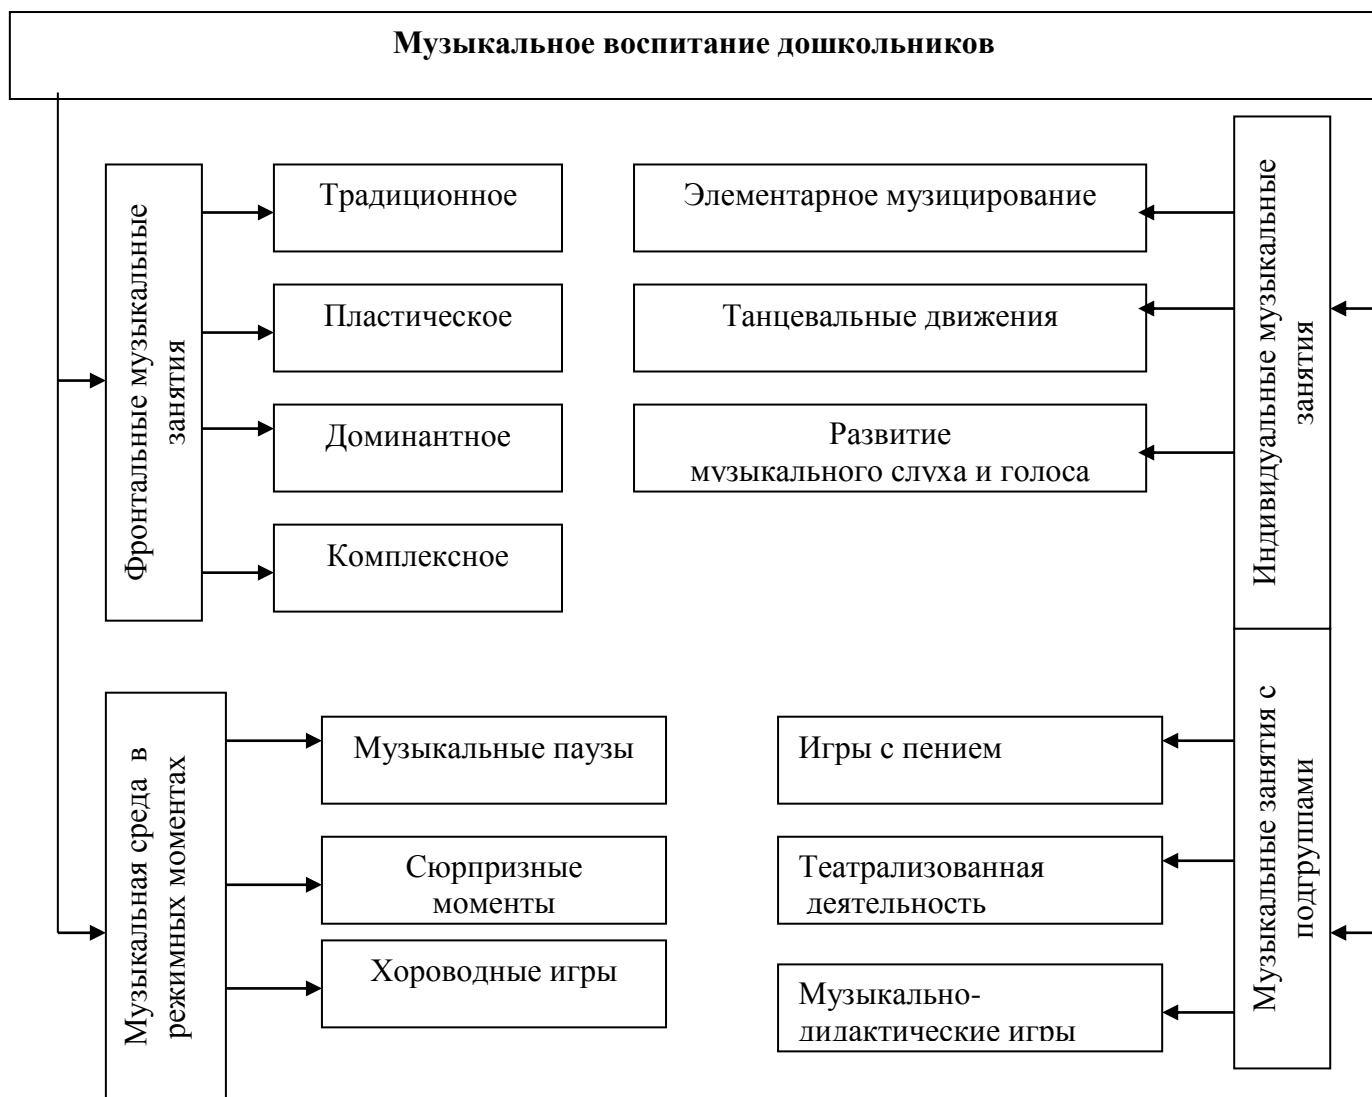 Музыкальное воспитание дошкольников
Фронтальные музыкальные
занятия
Традиционное
Пластическое
Доминантное
Комплексное
Элементарное музицирование
Танцевальные движения
Развитие
музыкального слуха и голоса
Индивидуальные музыкальные
занятия
Музыкальная среда в
режимных моментах
Музыкальные паузы
Сюрпризные
моменты
Хороводные игры
Игры с пением
Театрализованная
деятельность
Музыкально-
дидактические игры
Музыкальные занятия с
подгруппами